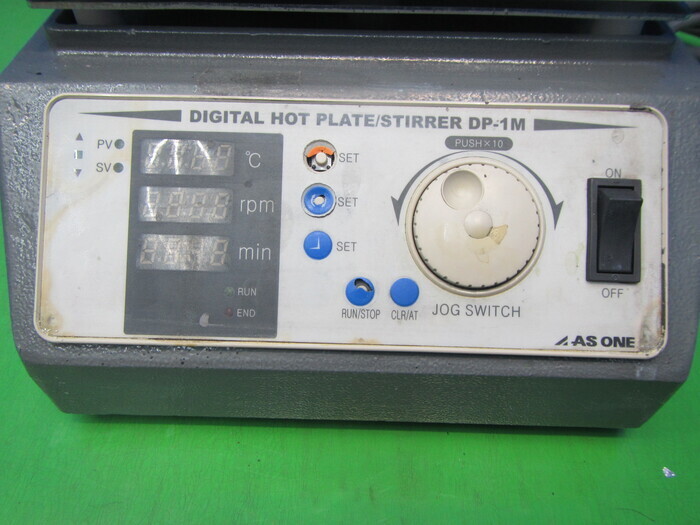 DIGITAL HOT PLATE/STIRRER DP-1M
PUSH×10
PV
SV
°C
SET
ON
rpm
SET
min
SET
RUN
END
OFF
RUN/STOP
CLR/AT
JOG SWITCH
AS ONE